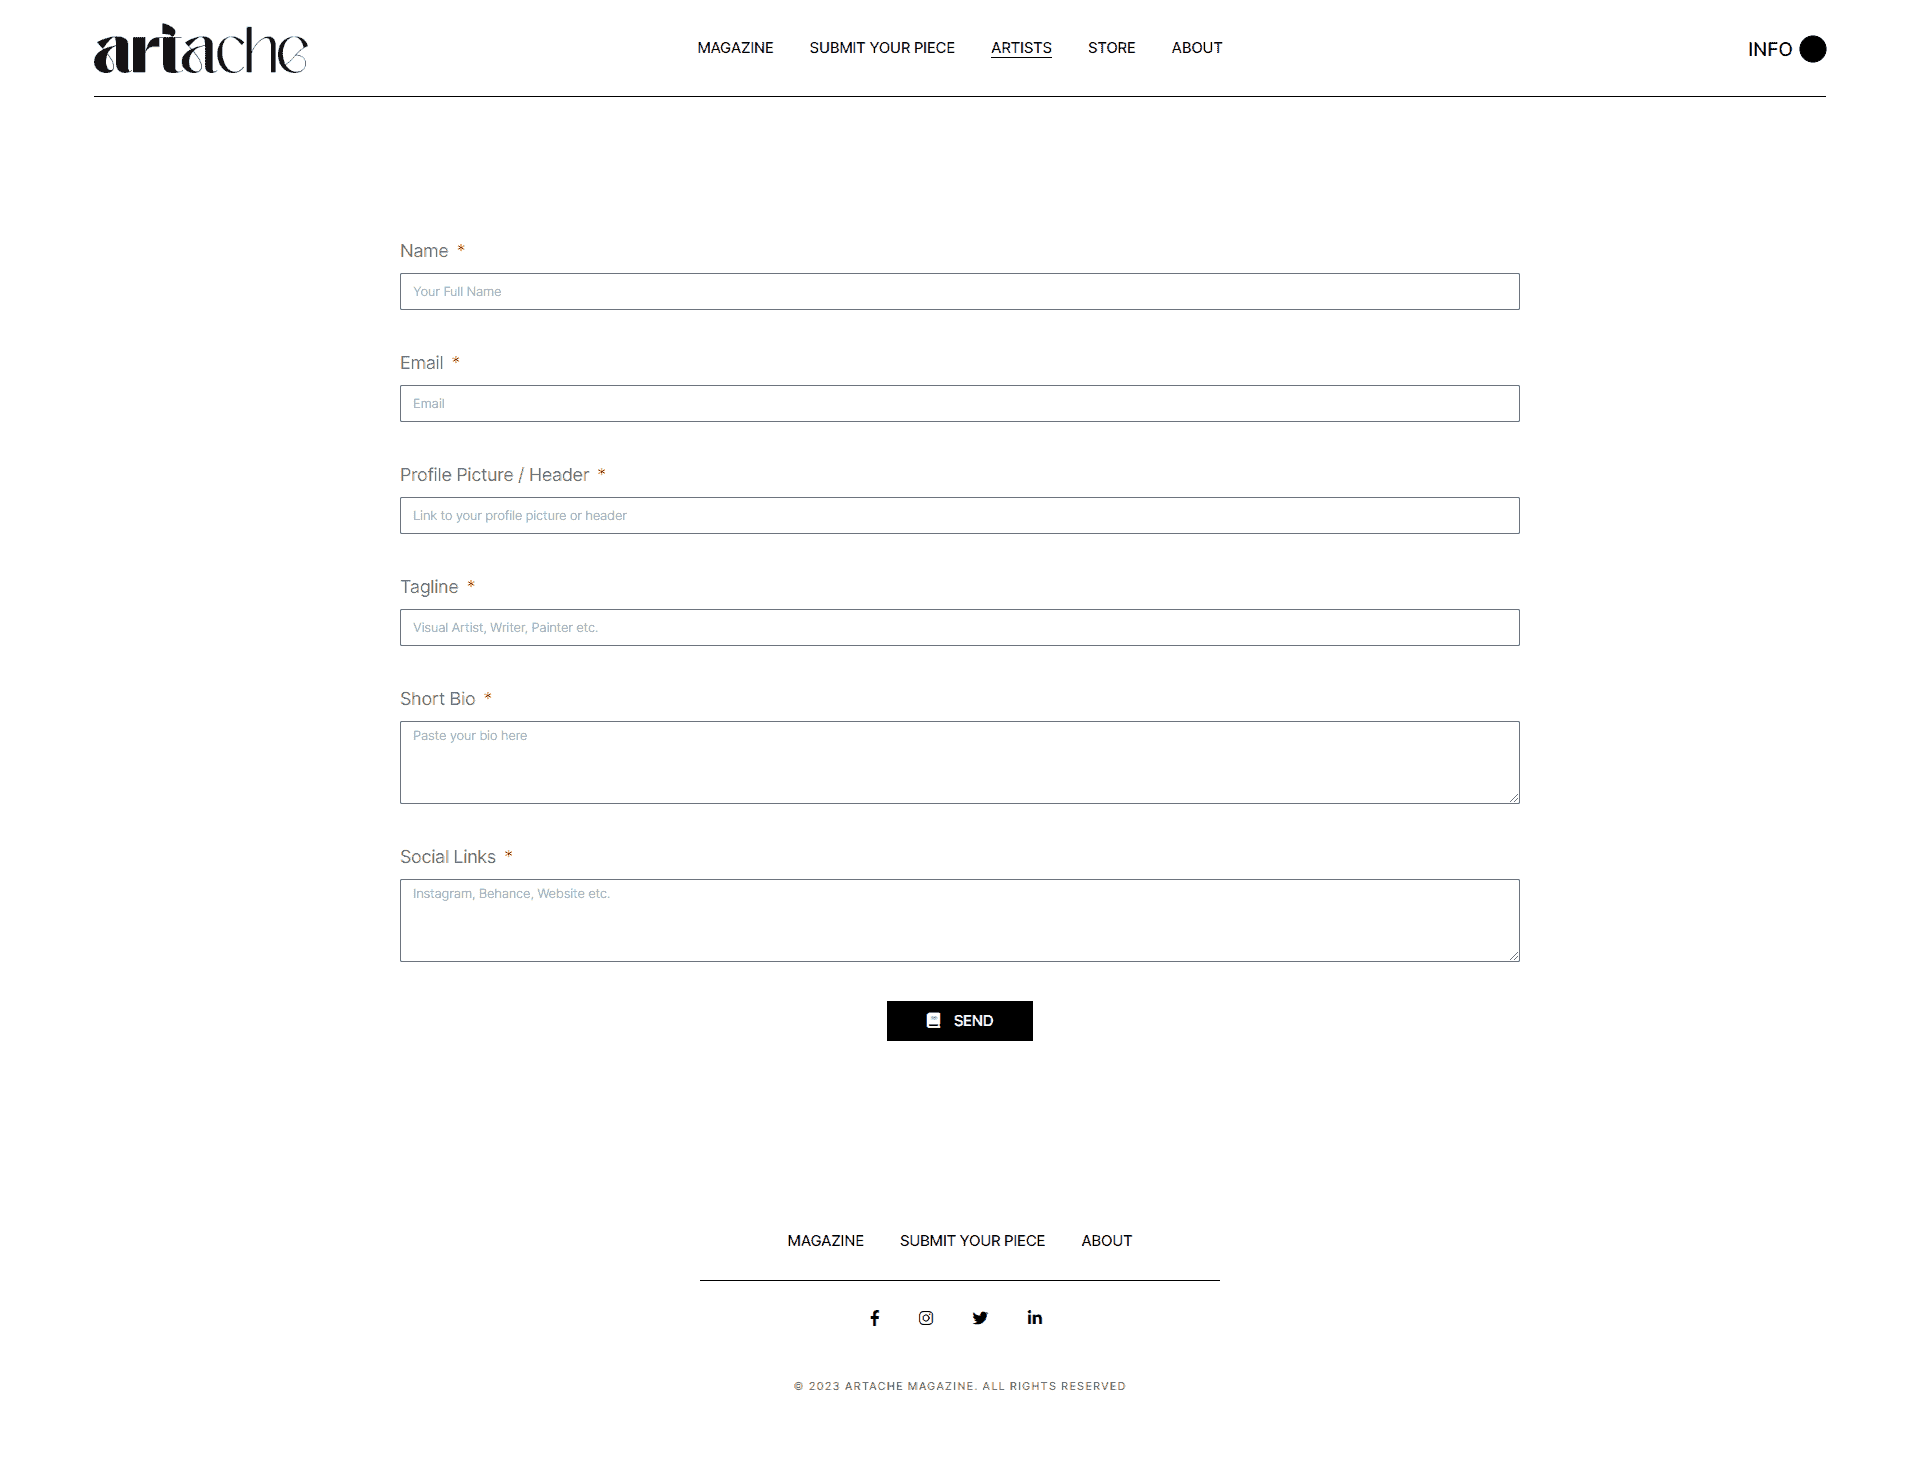 artache
MAGAZINE SUBMIT YOUR PIECE ARTISTS STORE ABOUT
INFO
Name *
Your Full Name
Email *
Email
Profile Picture / Header *
Link to your profile picture or header
Tagline *
Visual Artist, Writer, Painter etc.
Short Bio *
Paste your bio here
Social Links *
Instagram, Behance, Website etc.
SEND
MAGAZINE SUBMIT YOUR PIECE ABOUT
© 2023 ARTACHE MAGAZINE. ALL RIGHTS RESERVED